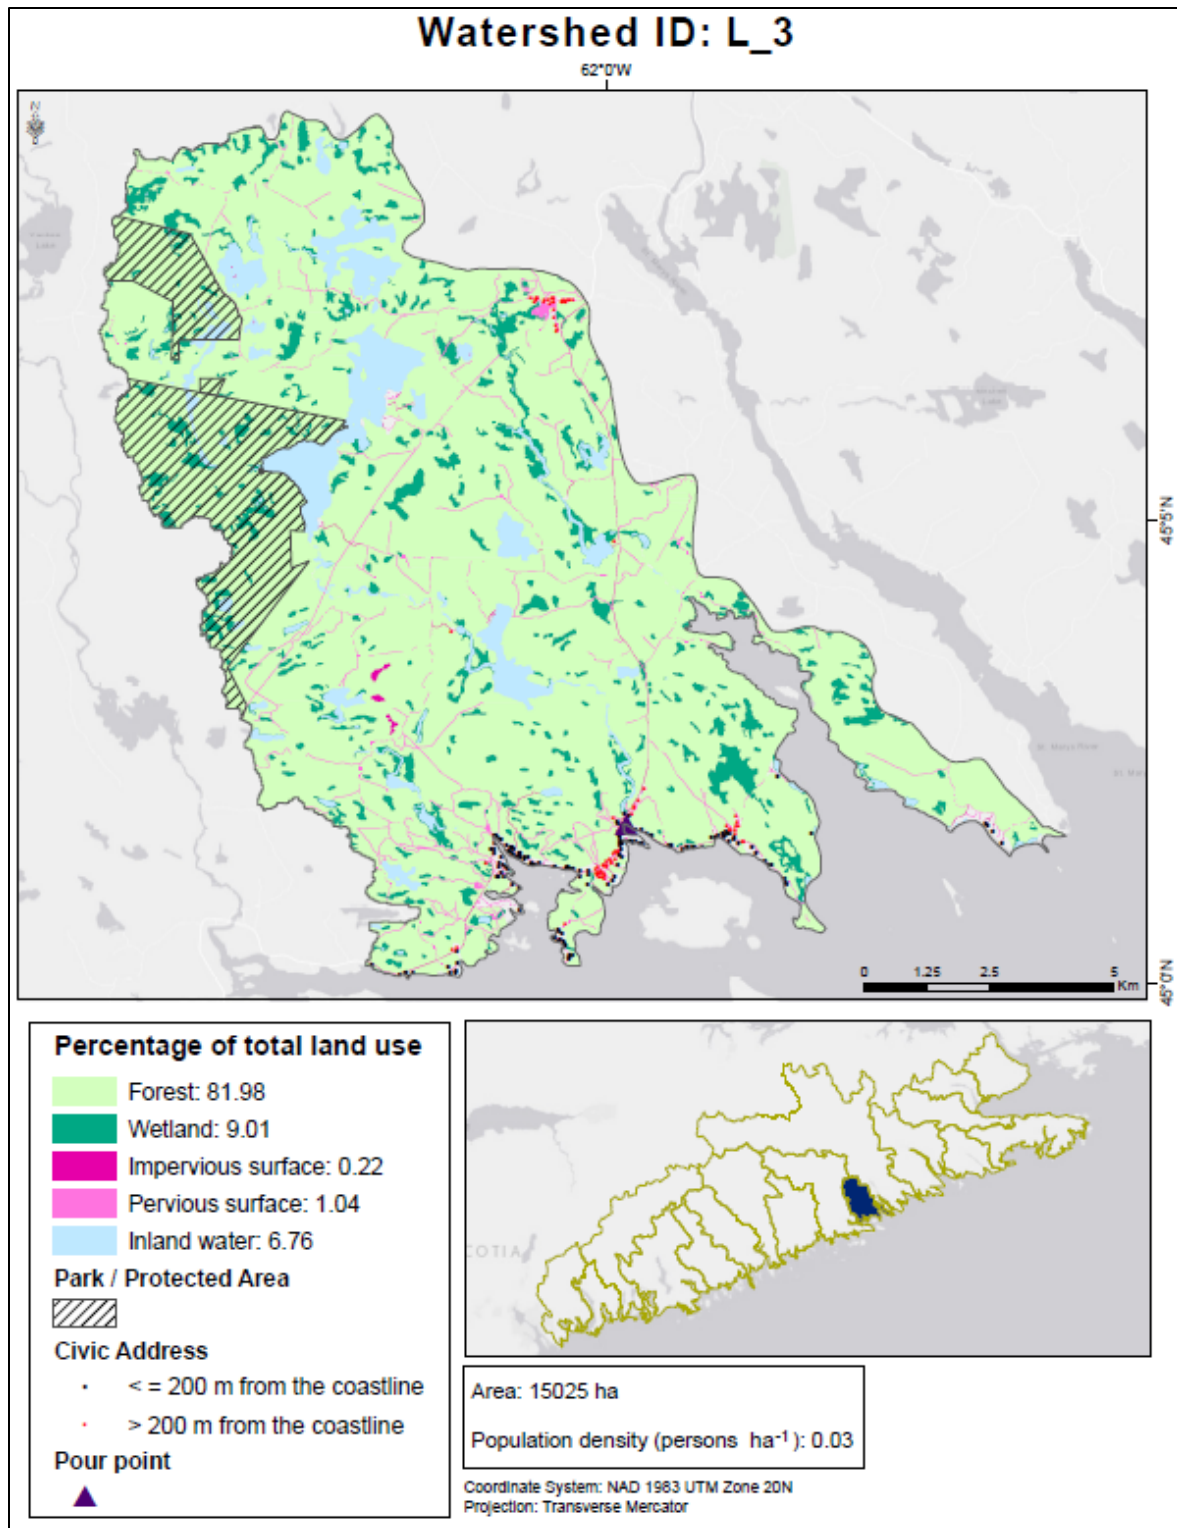 Watershed ID: L_3
62°0'W
N
45°5'N
0 1.25 2.5 5
Km
45°0'N
Percentage of total land use
Forest: 81.98
Wetland: 9.01
Impervious surface: 0.22
Pervious surface: 1.04
Inland water: 6.76
Park / Protected Area
Civic Address
< = 200 m from the coastline
> 200 m from the coastline
Pour point
COTIA
Area: 15025 ha
Population density (persons ha⁻¹): 0.03
Coordinate System: NAD 1983 UTM Zone 20N
Projection: Transverse Mercator